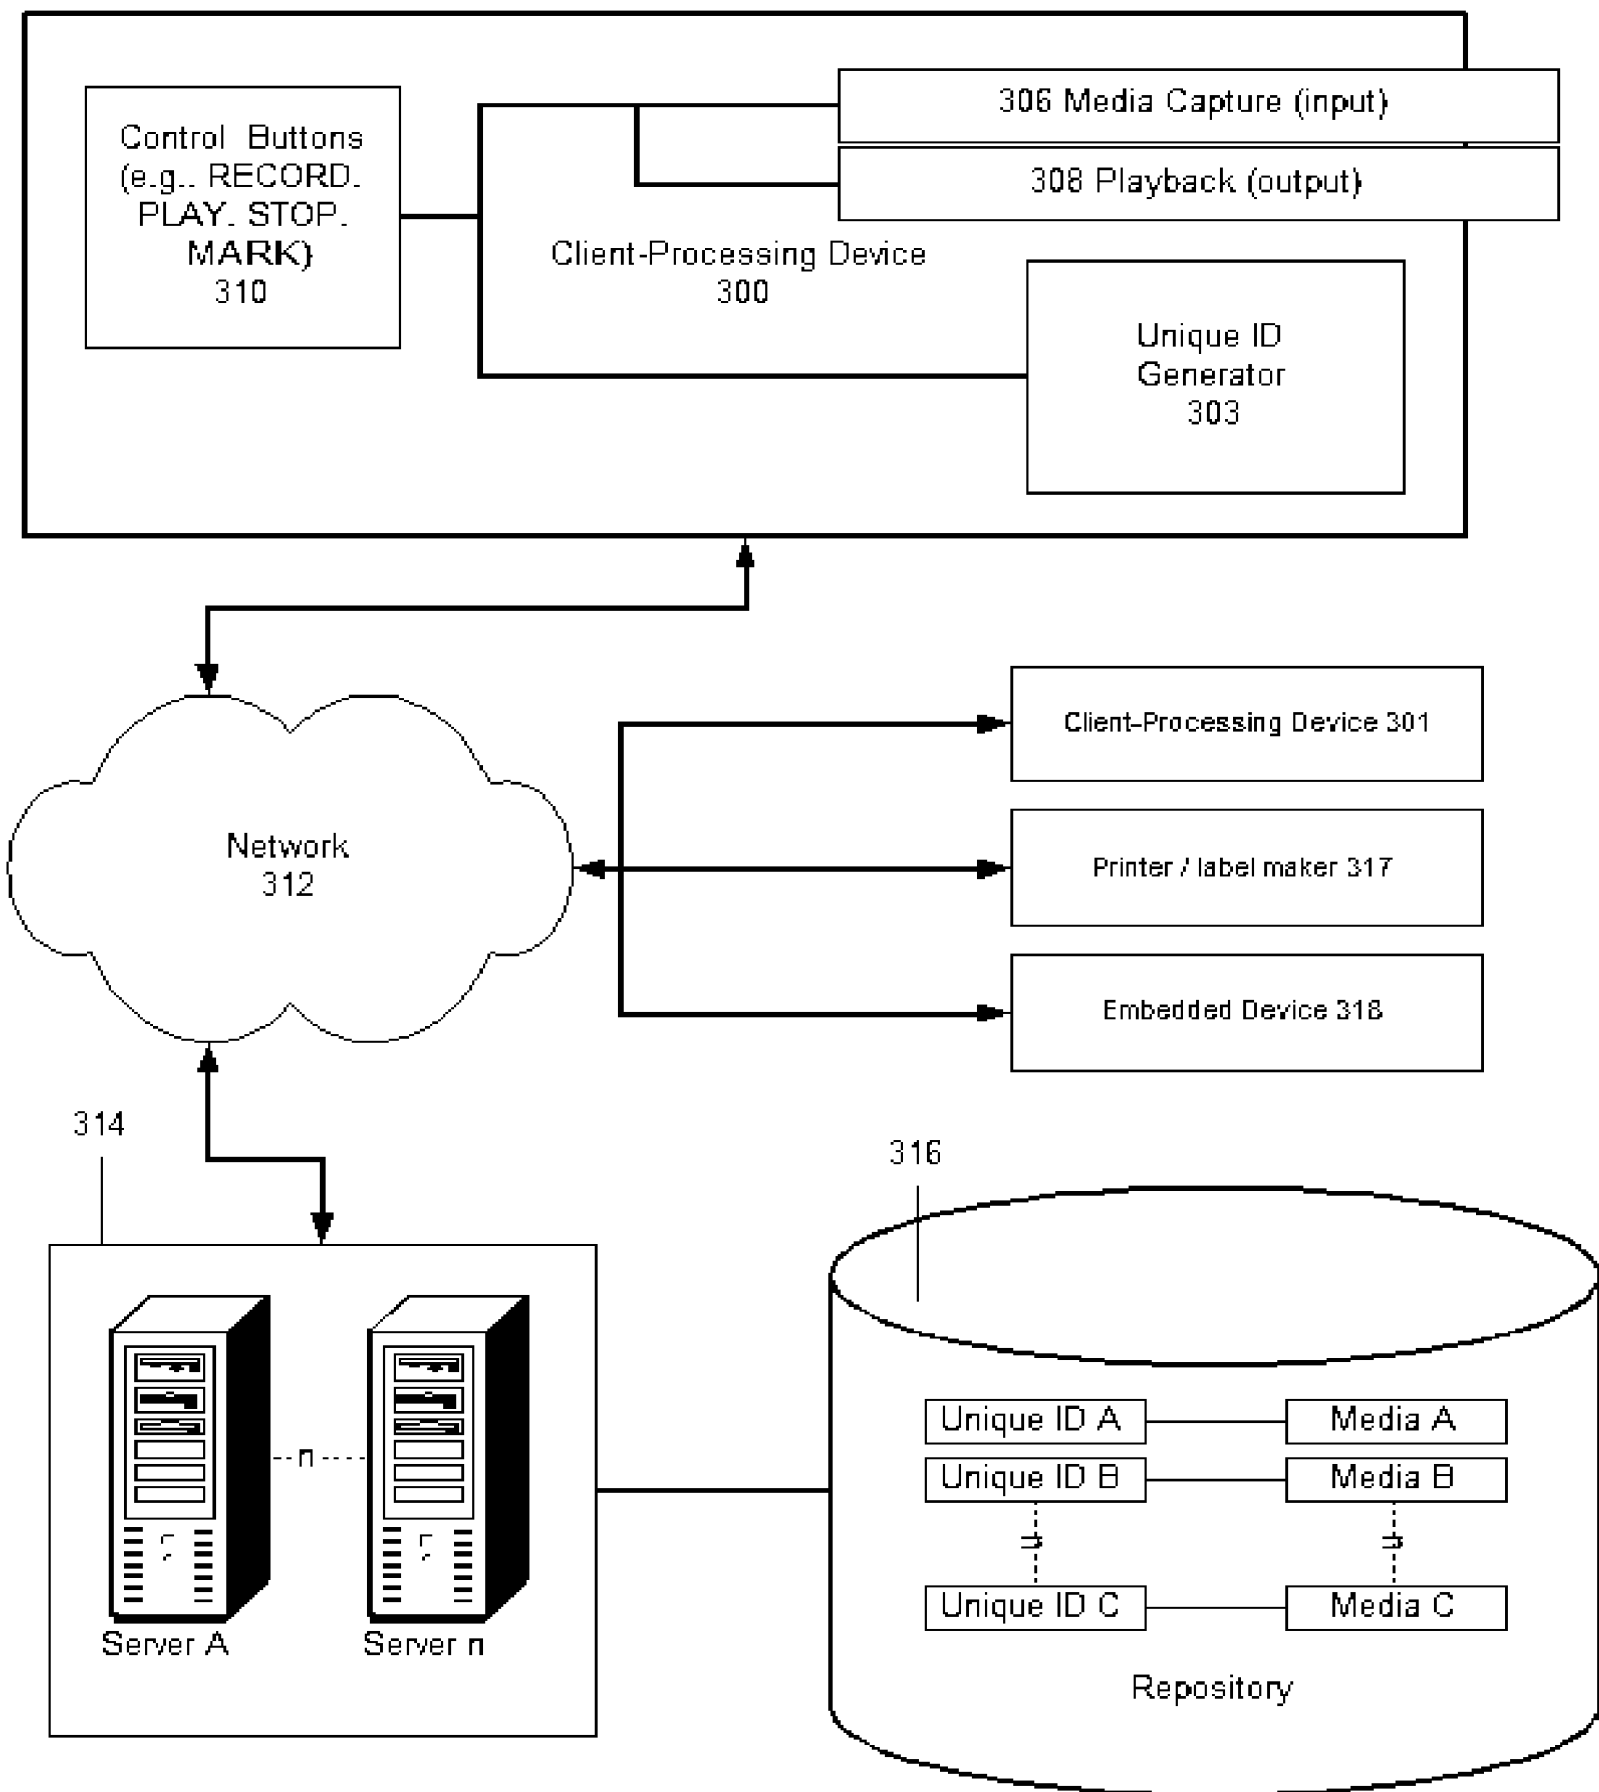 306 Media Capture (input)
308 Playback (output)
Control Buttons
(e.g.. RECORD.
PLAY. STOP.
MARK)
310
Client-Processing Device
300
Unique ID
Generator
303
Client-Processing Device 301
Network
312
Printer / label maker 317
Embedded Device 318
314
316
n
Server A
Server n
Unique ID A
Media A
Unique ID B
Media B
n
n
Unique ID C
Media C
Repository